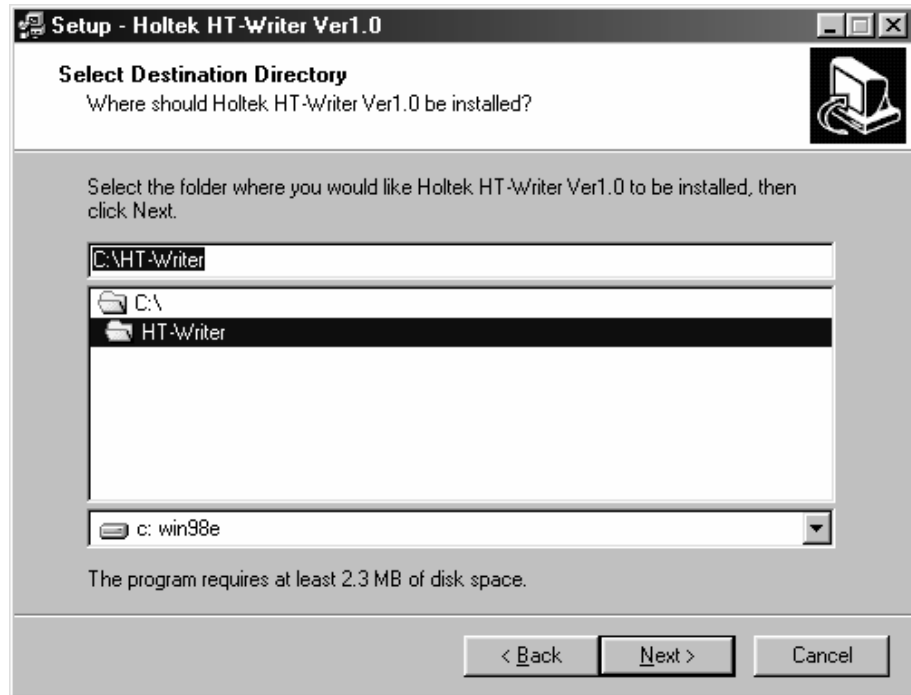 Setup - Holtek HT-Writer Ver1.0
Select Destination Directory
Where should Holtek HT-Writer Ver1.0 be installed?
Select the folder where you would like Holtek HT-Writer Ver1.0 to be installed, then
click Next.
C:\HT-Writer
C:\
HT-Writer
c: win98e
The program requires at least 2.3 MB of disk space.
< Back
Next >
Cancel